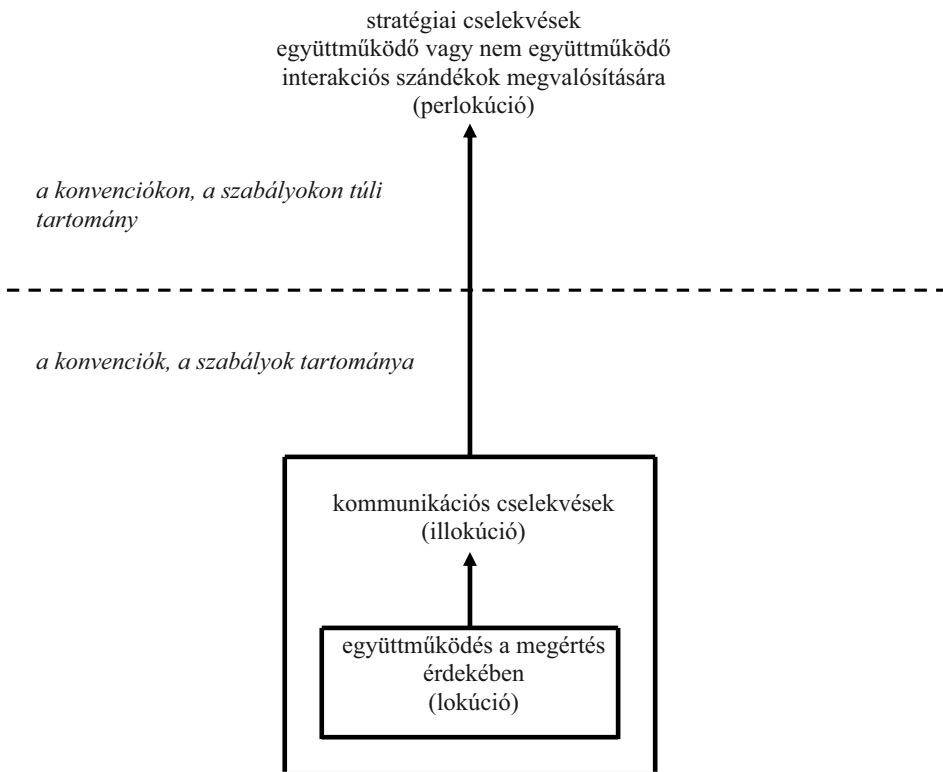 stratégiai cselekvések
együttműködő vagy nem együttműködő
interakciós szándékok megvalósítására
(perlokúció)
a konvenciókon, a szabályokon túli
tartomány
a konvenciók, a szabályok tartománya
kommunikációs cselekvések
(illokúció)
együttműködés a megértés
érdekében
(lokúció)